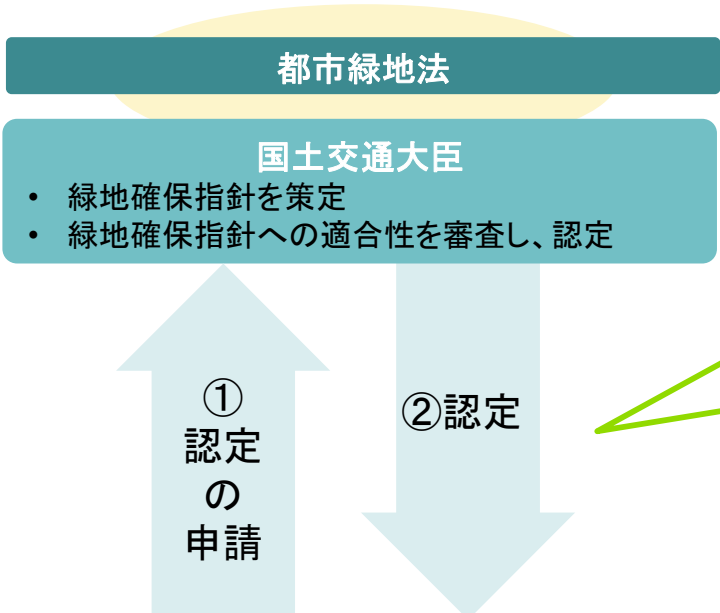 都市緑地法
国土交通大臣
• 緑地確保指針を策定
• 緑地確保指針への適合性を審査し、認定
①
認定
の
申請
②認定